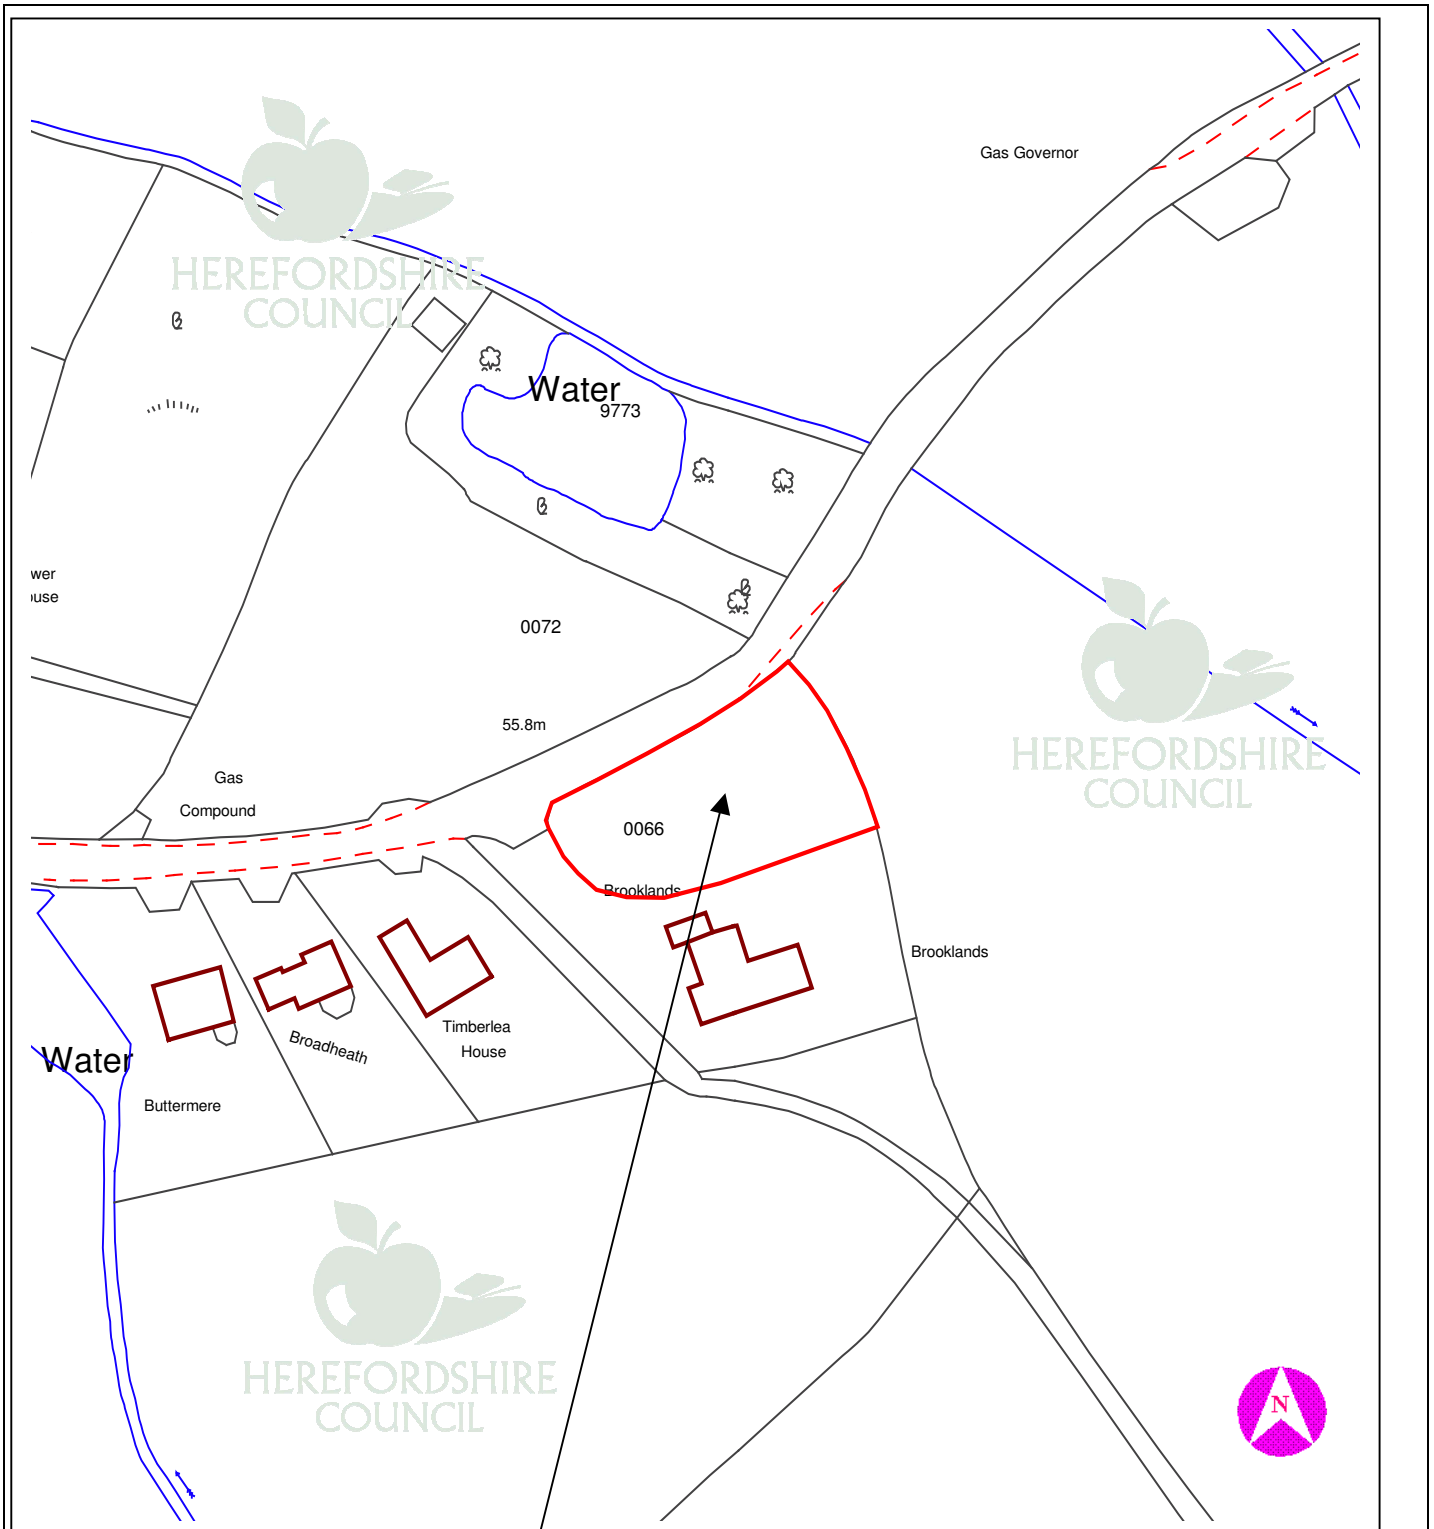 Gas Governor
HEREFORDSHIRE
COUNCIL
Water
9773
wer
ouse
0072
55.8m
HEREFORDSHIRE
COUNCIL
Gas
Compound
0066
Brooklands
Brooklands
Timberlea
House
Broadheath
Water
Buttermere
HEREFORDSHIRE
COUNCIL
N